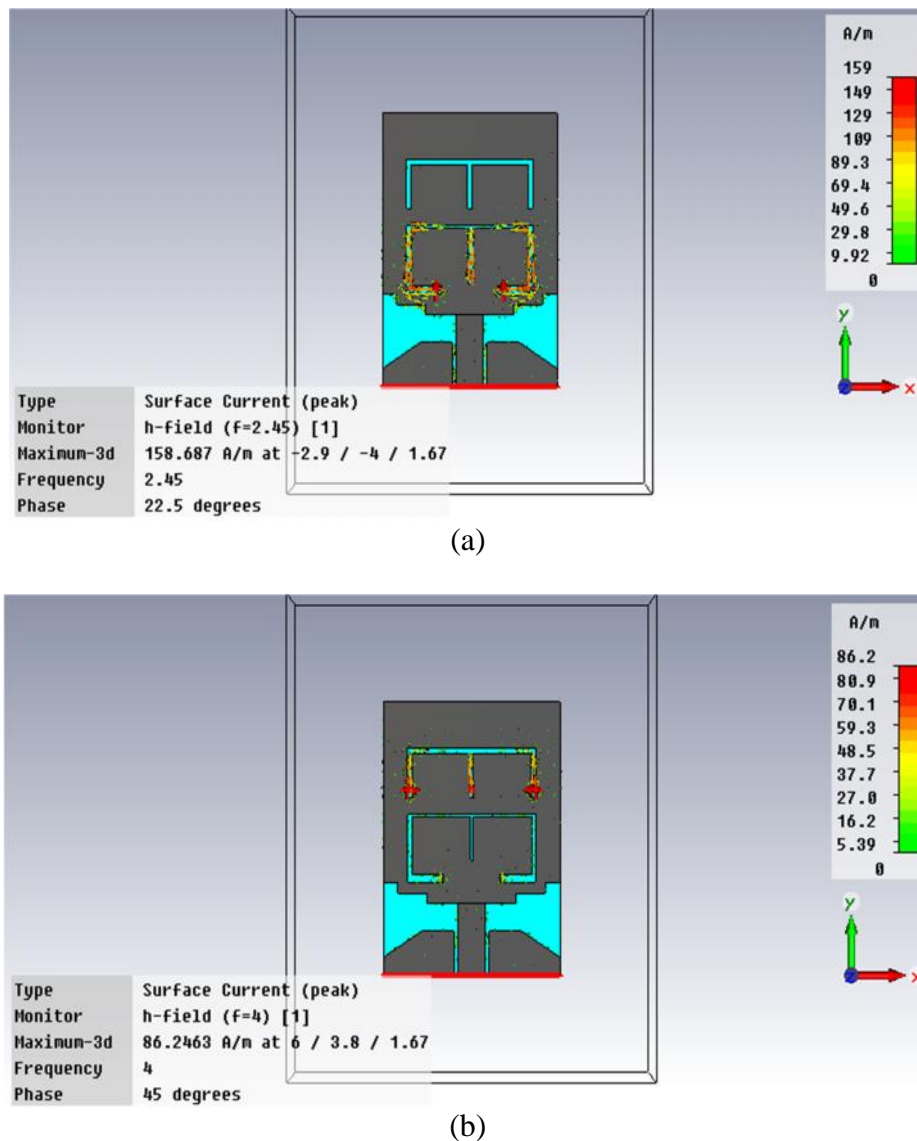 A/m
159
149
129
109
89.3
69.4
49.6
29.8
9.92
0
y
x
z
Type Surface Current (peak)
Monitor h-field (f=2.45) [1]
Maximum-3d 158.687 A/m at -2.9 / -4 / 1.67
Frequency 2.45
Phase 22.5 degrees
(a)
A/m
86.2
80.9
70.1
59.3
48.5
37.7
27.0
16.2
5.39
0
y
x
z
Type Surface Current (peak)
Monitor h-field (f=4) [1]
Maximum-3d 86.2463 A/m at 6 / 3.8 / 1.67
Frequency 4
Phase 45 degrees
(b)